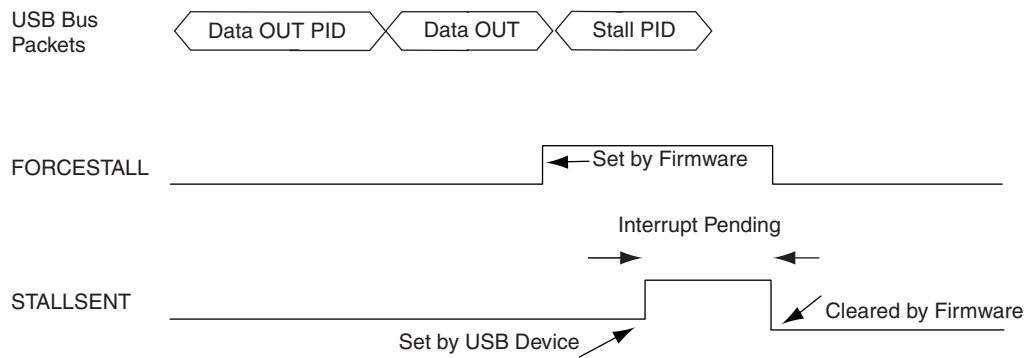 USB Bus
Packets
Data OUT PID
Data OUT
Stall PID
FORCESTALL
Set by Firmware
Interrupt Pending
STALLSENT
Cleared by Firmware
Set by USB Device